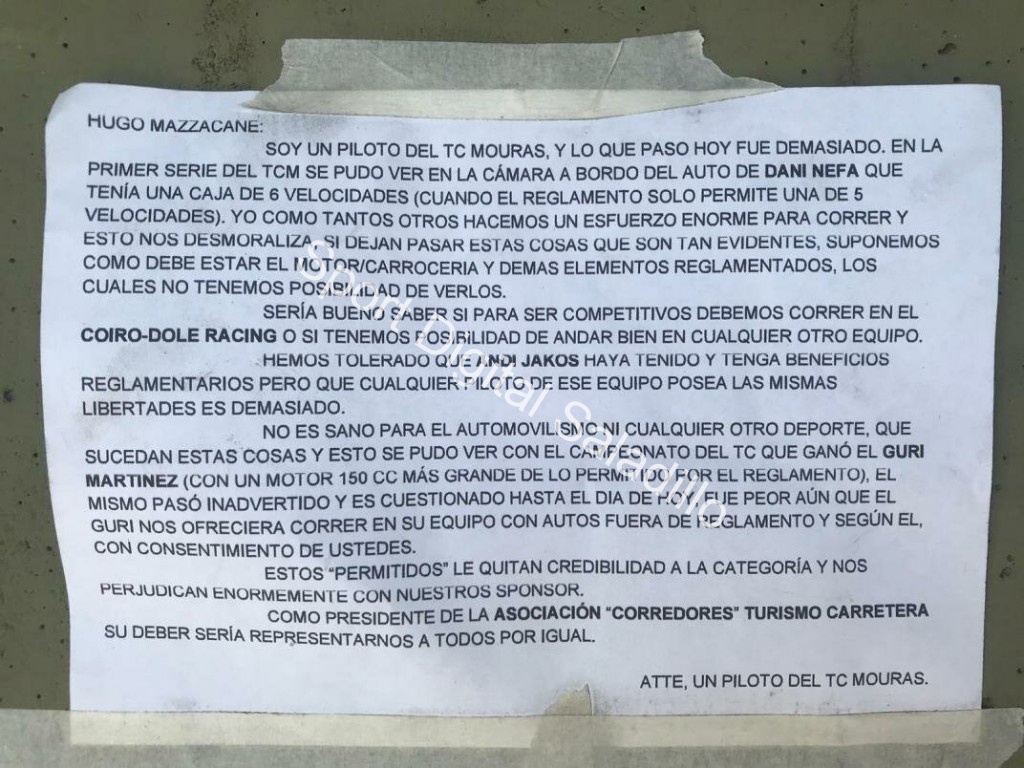 HUGO MAZZACANE:
SOY UN PILOTO DEL TC MOURAS, Y LO QUE PASO HOY FUE DEMASIADO. EN LA
PRIMER SERIE DEL TCM SE PUDO VER EN LA CÁMARA A BORDO DEL AUTO DE DANI NEFA QUE
TENÍA UNA CAJA DE 6 VELOCIDADES (CUANDO EL REGLAMENTO SOLO PERMITE UNA DE 5
VELOCIDADES). YO COMO TANTOS OTROS HACEMOS UN ESFUERZO ENORME PARA CORRER Y
ESTO NOS DESMORALIZA, SI DEJAN PASAR ESTAS COSAS QUE SON TAN EVIDENTES, SUPONEMOS
COMO DEBE ESTAR EL MOTOR/CARROCERIA Y DEMAS ELEMENTOS REGLAMENTADOS, LOS
CUALES NO TENEMOS POSIBILIDAD DE VERLOS.
SERÍA BUENO SABER SI PARA SER COMPETITIVOS DEBEMOS CORRER EN EL
COIRO-DOLE RACING O SI TENEMOS POSIBILIDAD DE ANDAR BIEN EN CUALQUIER OTRO EQUIPO.
HEMOS TOLERADO QUE ANDI JAKOS HAYA TENIDO Y TENGA BENEFICIOS
REGLAMENTARIOS PERO QUE CUALQUIER PILOTO DE ESE EQUIPO POSEA LAS MISMAS
LIBERTADES ES DEMASIADO.
NO ES SANO PARA EL AUTOMOVILISMO NI CUALQUIER OTRO DEPORTE, QUE
SUCEDAN ESTAS COSAS Y ESTO SE PUDO VER CON EL CAMPEONATO DEL TC QUE GANÓ EL GURI
MARTINEZ (CON UN MOTOR 150 CC MÁS GRANDE DE LO PERMITIDO POR EL REGLAMENTO), EL
MISMO PASÓ INADVERTIDO Y ES CUESTIONADO HASTA EL DIA DE HOY. QUE PEOR AÚN QUE EL
GURI NOS OFRECIERA CORRER EN SU EQUIPO CON AUTOS FUERA DE REGLAMENTO Y SEGÚN EL,
CON CONSENTIMIENTO DE USTEDES.
ESTOS "PERMITIDOS" LE QUITAN CREDIBILIDAD A LA CATEGORÍA Y NOS
PERJUDICAN ENORMEMENTE CON NUESTROS SPONSOR.
COMO PRESIDENTE DE LA ASOCIACIÓN "CORREDORES" TURISMO CARRETERA
SU DEBER SERÍA REPRESENTARNOS A TODOS POR IGUAL.
ATTE, UN PILOTO DEL TC MOURAS.
Sport Digital Saladillo